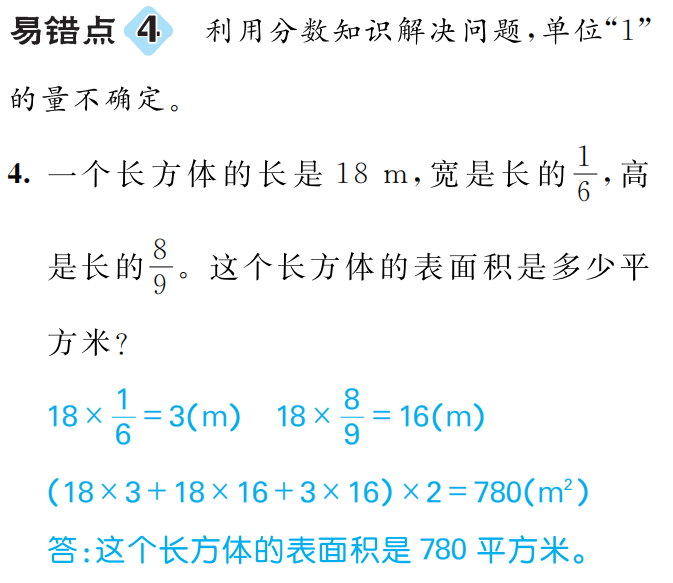 易错点 4 利用分数知识解决问题,单位“1”
的量不确定。
4. 一个长方体的长是 18 m,宽是长的1/6,高
是长的8/9。这个长方体的表面积是多少平
方米?
18×1/6=3(m) 18×8/9=16(m)
(18×3+18×16+3×16)×2=780(m²)
答:这个长方体的表面积是 780 平方米。